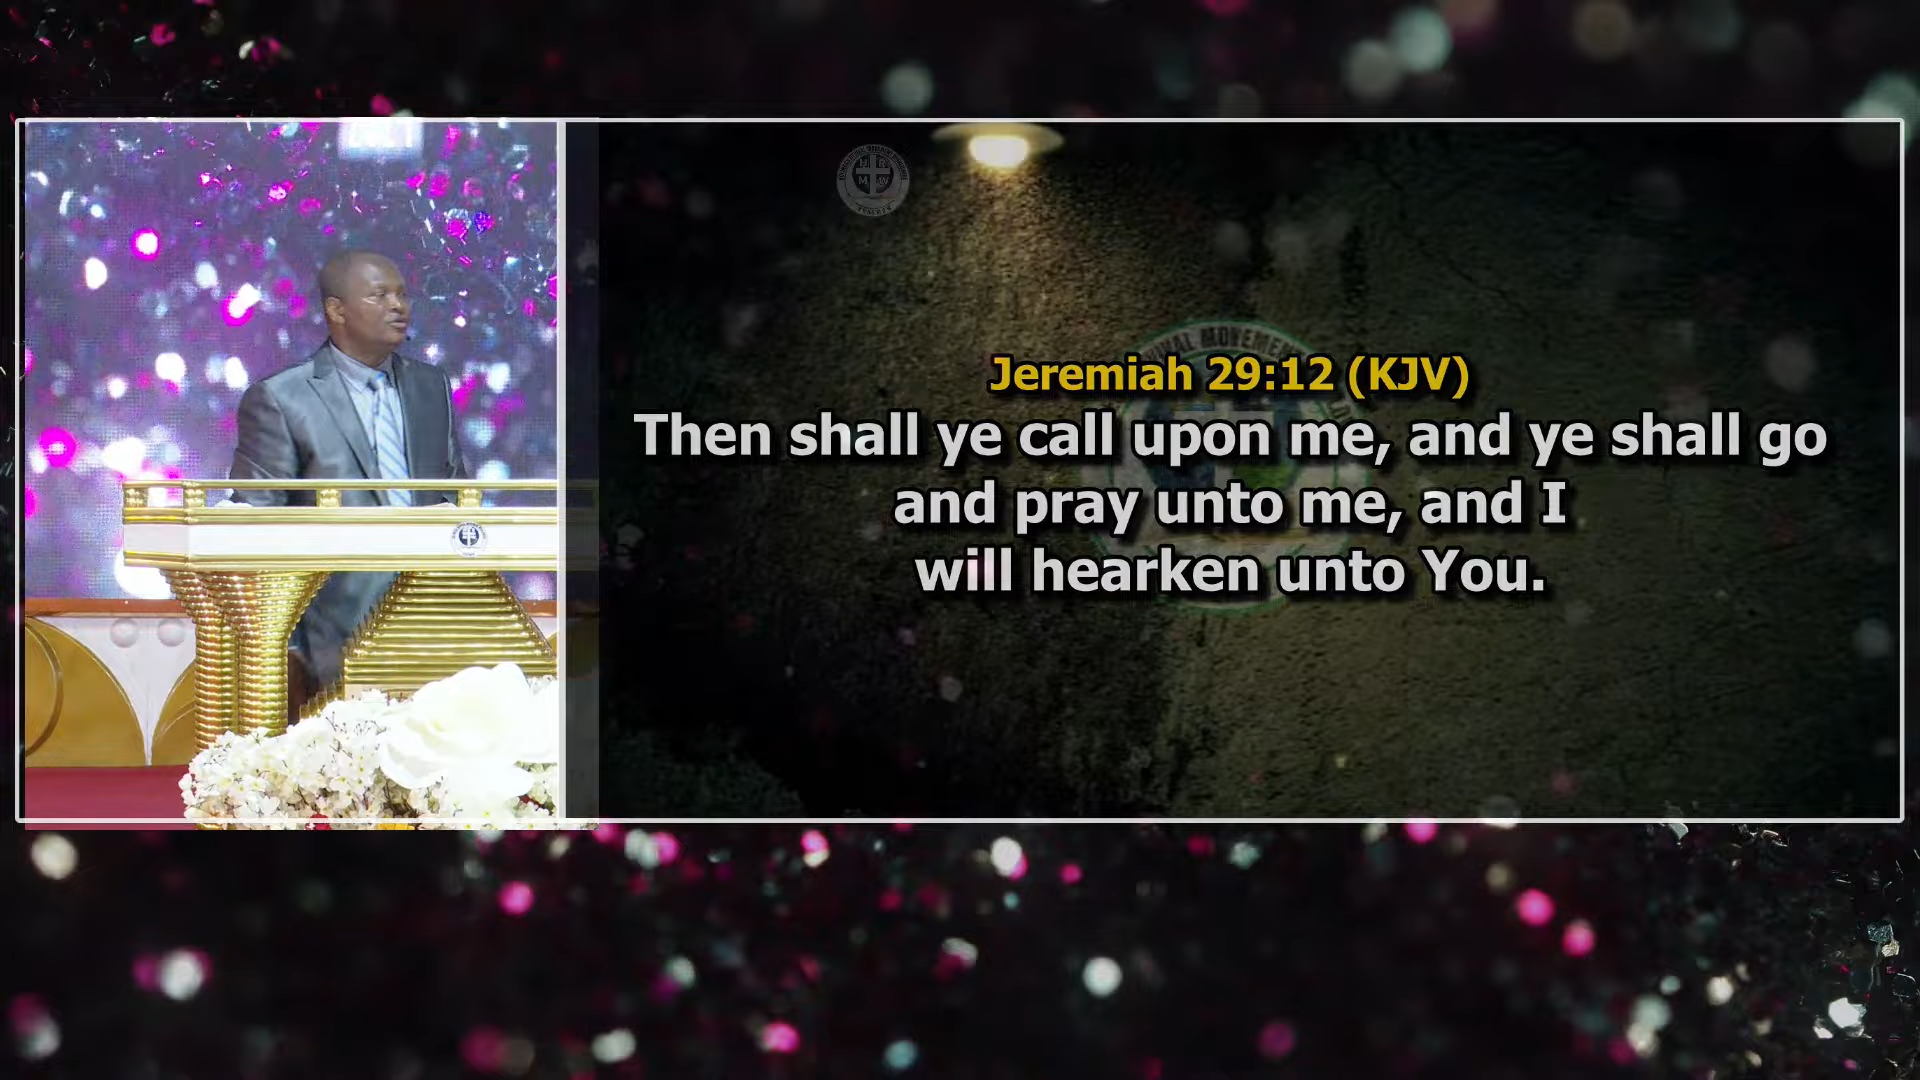 Jeremiah 29:12 (KJV)
Then shall ye call upon me, and ye shall go
and pray unto me, and I
will hearken unto You.